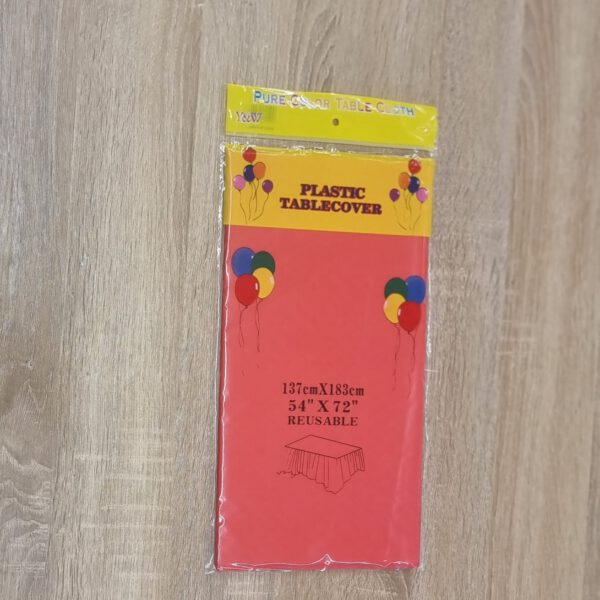 PURE COLOR TABLE CLOTH
PLASTIC
TABLECOVER
137cmX183cm
54" X 72"
REUSABLE